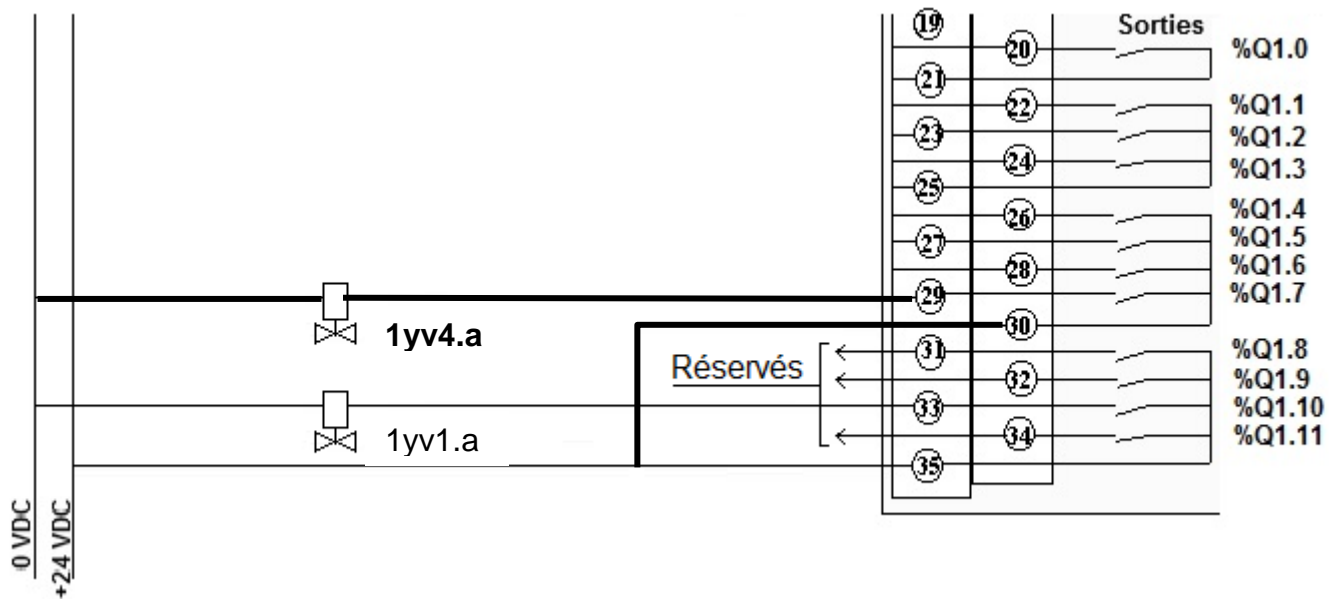 19
Sorties
20
%Q1.0
21
22
%Q1.1
23
%Q1.2
24
%Q1.3
25
26
%Q1.4
27
%Q1.5
28
%Q1.6
29
%Q1.7
1yv4.a
30
31
%Q1.8
Réservés
32
%Q1.9
33
%Q1.10
1yv1.a
34
%Q1.11
35
0 VDC
+24 VDC